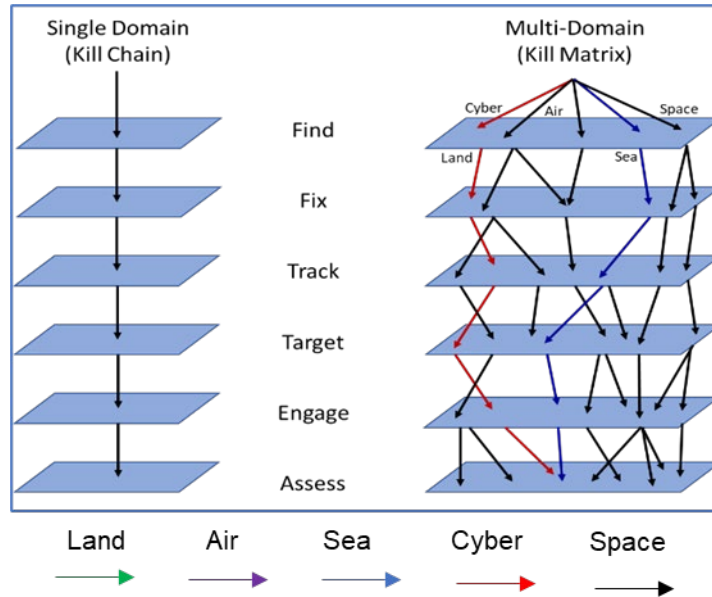 Single Domain
(Kill Chain)
Multi-Domain
(Kill Matrix)
Cyber
Air
Space
Find
Land
Sea
Fix
Track
Target
Engage
Assess
Land Air Sea Cyber Space